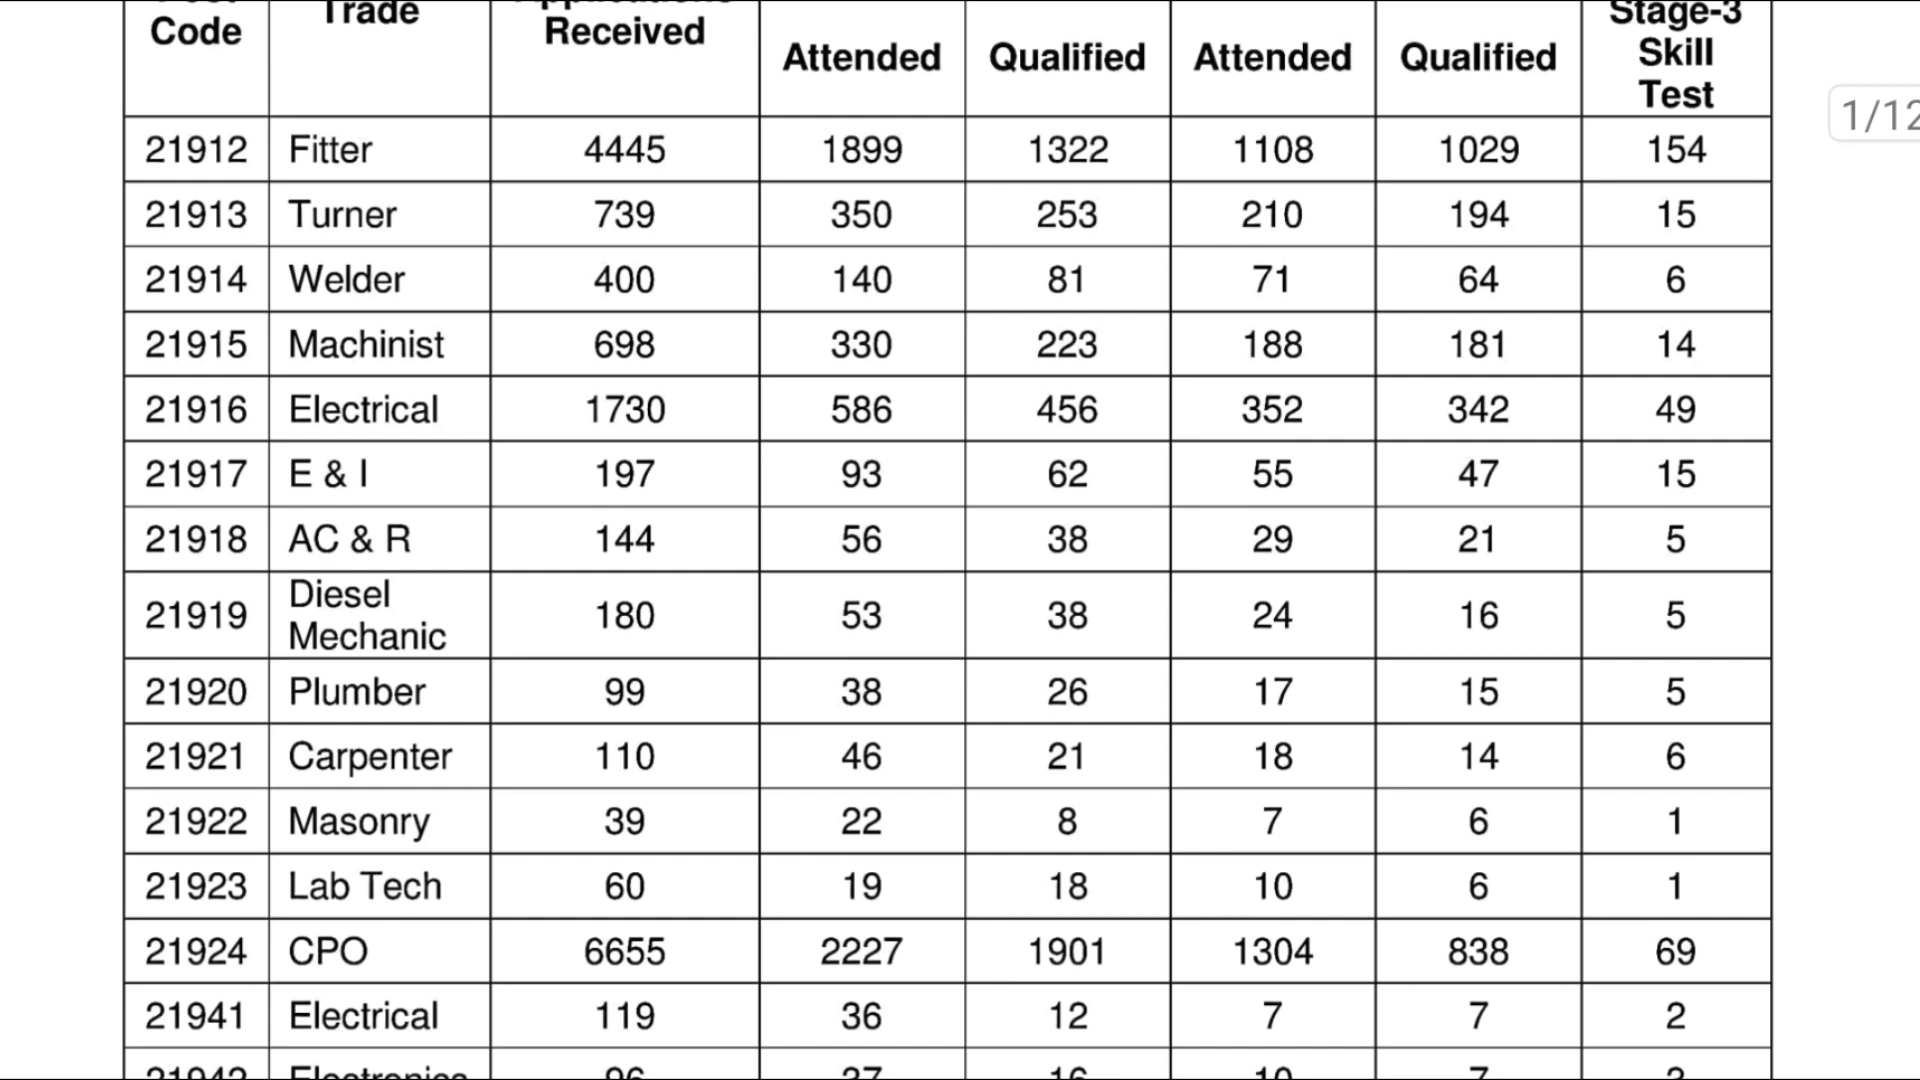 Code Trade Received Attended Qualified Attended Qualified Stage-3 Skill Test
1/12
21912 Fitter 4445 1899 1322 1108 1029 154
21913 Turner 739 350 253 210 194 15
21914 Welder 400 140 81 71 64 6
21915 Machinist 698 330 223 188 181 14
21916 Electrical 1730 586 456 352 342 49
21917 E & I 197 93 62 55 47 15
21918 AC & R 144 56 38 29 21 5
21919 Diesel Mechanic 180 53 38 24 16 5
21920 Plumber 99 38 26 17 15 5
21921 Carpenter 110 46 21 18 14 6
21922 Masonry 39 22 8 7 6 1
21923 Lab Tech 60 19 18 10 6 1
21924 CPO 6655 2227 1901 1304 838 69
21941 Electrical 119 36 12 7 7 2